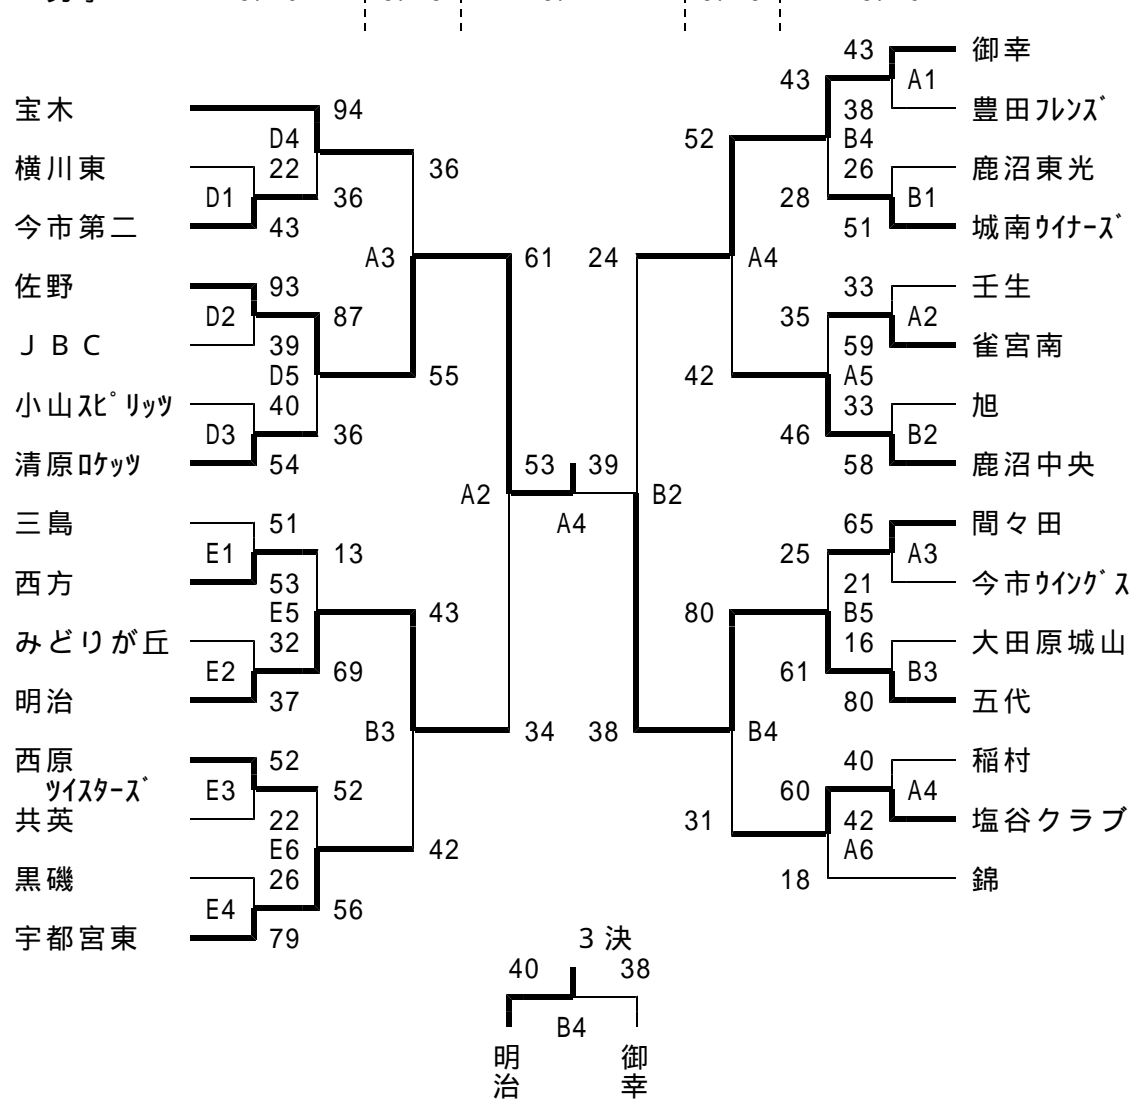 御幸
43
43
A1
宝木
94
38
豊田フレンズ
D4
52
B4
横川東
22
36
26
鹿沼東光
D1
36
28
B1
今市第二
43
51
城南ウイナーズ
A3
61
24
A4
佐野
93
33
壬生
D2
87
35
A2
ＪＢＣ
39
59
雀宮南
D5
55
42
A5
小山スピリッツ
40
33
旭
D3
36
46
B2
清原ロケッツ
54
53
39
58
鹿沼中央
A2
B2
三島
51
A4
65
間々田
E1
13
25
A3
西方
53
21
今市ウイングス
E5
43
80
B5
みどりが丘
32
16
大田原城山
E2
69
61
B3
明治
37
80
五代
B3
34
38
B4
西原
52
40
稲村
ツイスターズ
E3
52
60
A4
共英
22
31
42
塩谷クラブ
E6
42
A6
黒磯
26
18
錦
E4
56
宇都宮東
79
３決
40
38
B4
明治
御幸